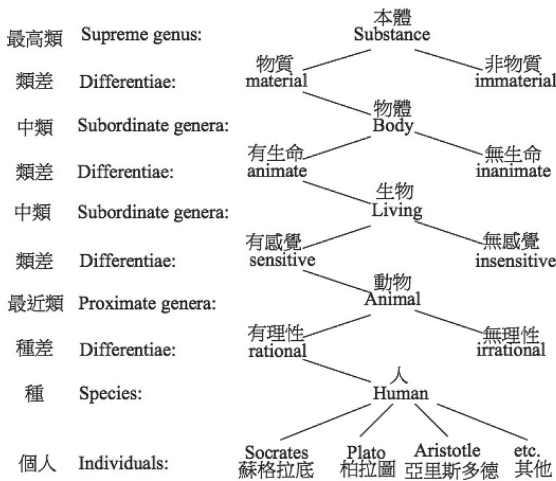 本體
最高類 Supreme genus: Substance
物質 非物質
類差 Differentiae: material immaterial
物體
中類 Subordinate genera: Body
有生命 無生命
類差 Differentiae: animate inanimate
生物
中類 Subordinate genera: Living
有感覺 無感覺
類差 Differentiae: sensitive insensitive
動物
最近類 Proximate genera: Animal
有理性 無理性
種差 Differentiae: rational irrational
人
種 Species: Human
Socrates Plato Aristotle etc.
個人 Individuals: 蘇格拉底 柏拉圖 亞里斯多德 其他